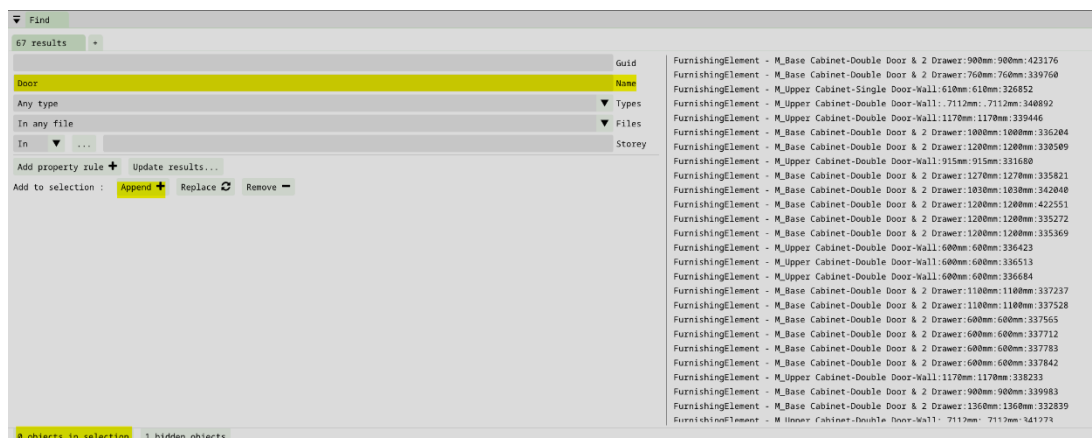 Find
67 results +
Guid
Door Name
Any type Types
In any file Files
In ... Storey
Add property rule + Update results...
Add to selection : Append + Replace Remove −
FurnishingElement - M_Base Cabinet-Double Door & 2 Drawer:900mm:900mm:423176
FurnishingElement - M_Base Cabinet-Double Door & 2 Drawer:760mm:760mm:339760
FurnishingElement - M_Upper Cabinet-Single Door-Wall:610mm:610mm:326852
FurnishingElement - M_Upper Cabinet-Double Door-Wall:.7112mm:.7112mm:340892
FurnishingElement - M_Upper Cabinet-Double Door-Wall:1170mm:1170mm:339446
FurnishingElement - M_Base Cabinet-Double Door & 2 Drawer:1000mm:1000mm:336204
FurnishingElement - M_Base Cabinet-Double Door & 2 Drawer:1200mm:1200mm:330509
FurnishingElement - M_Upper Cabinet-Double Door-Wall:915mm:915mm:331680
FurnishingElement - M_Base Cabinet-Double Door & 2 Drawer:1270mm:1270mm:335821
FurnishingElement - M_Base Cabinet-Double Door & 2 Drawer:1030mm:1030mm:342040
FurnishingElement - M_Base Cabinet-Double Door & 2 Drawer:1200mm:1200mm:422551
FurnishingElement - M_Base Cabinet-Double Door & 2 Drawer:1200mm:1200mm:335272
FurnishingElement - M_Base Cabinet-Double Door & 2 Drawer:1200mm:1200mm:335369
FurnishingElement - M_Upper Cabinet-Double Door-Wall:600mm:600mm:336423
FurnishingElement - M_Upper Cabinet-Double Door-Wall:600mm:600mm:336513
FurnishingElement - M_Upper Cabinet-Double Door-Wall:600mm:600mm:336684
FurnishingElement - M_Base Cabinet-Double Door & 2 Drawer:1100mm:1100mm:337237
FurnishingElement - M_Base Cabinet-Double Door & 2 Drawer:1100mm:1100mm:337528
FurnishingElement - M_Base Cabinet-Double Door & 2 Drawer:600mm:600mm:337565
FurnishingElement - M_Base Cabinet-Double Door & 2 Drawer:600mm:600mm:337712
FurnishingElement - M_Base Cabinet-Double Door & 2 Drawer:600mm:600mm:337783
FurnishingElement - M_Base Cabinet-Double Door & 2 Drawer:600mm:600mm:337842
FurnishingElement - M_Upper Cabinet-Double Door-Wall:1170mm:1170mm:338233
FurnishingElement - M_Base Cabinet-Double Door & 2 Drawer:900mm:900mm:339983
FurnishingElement - M_Base Cabinet-Double Door & 2 Drawer:1360mm:1360mm:332839
FurnishingElement - M_Upper Cabinet-Double Door-Wall:.7112mm:.7112mm:341273
0 objects in selection 1 hidden objects